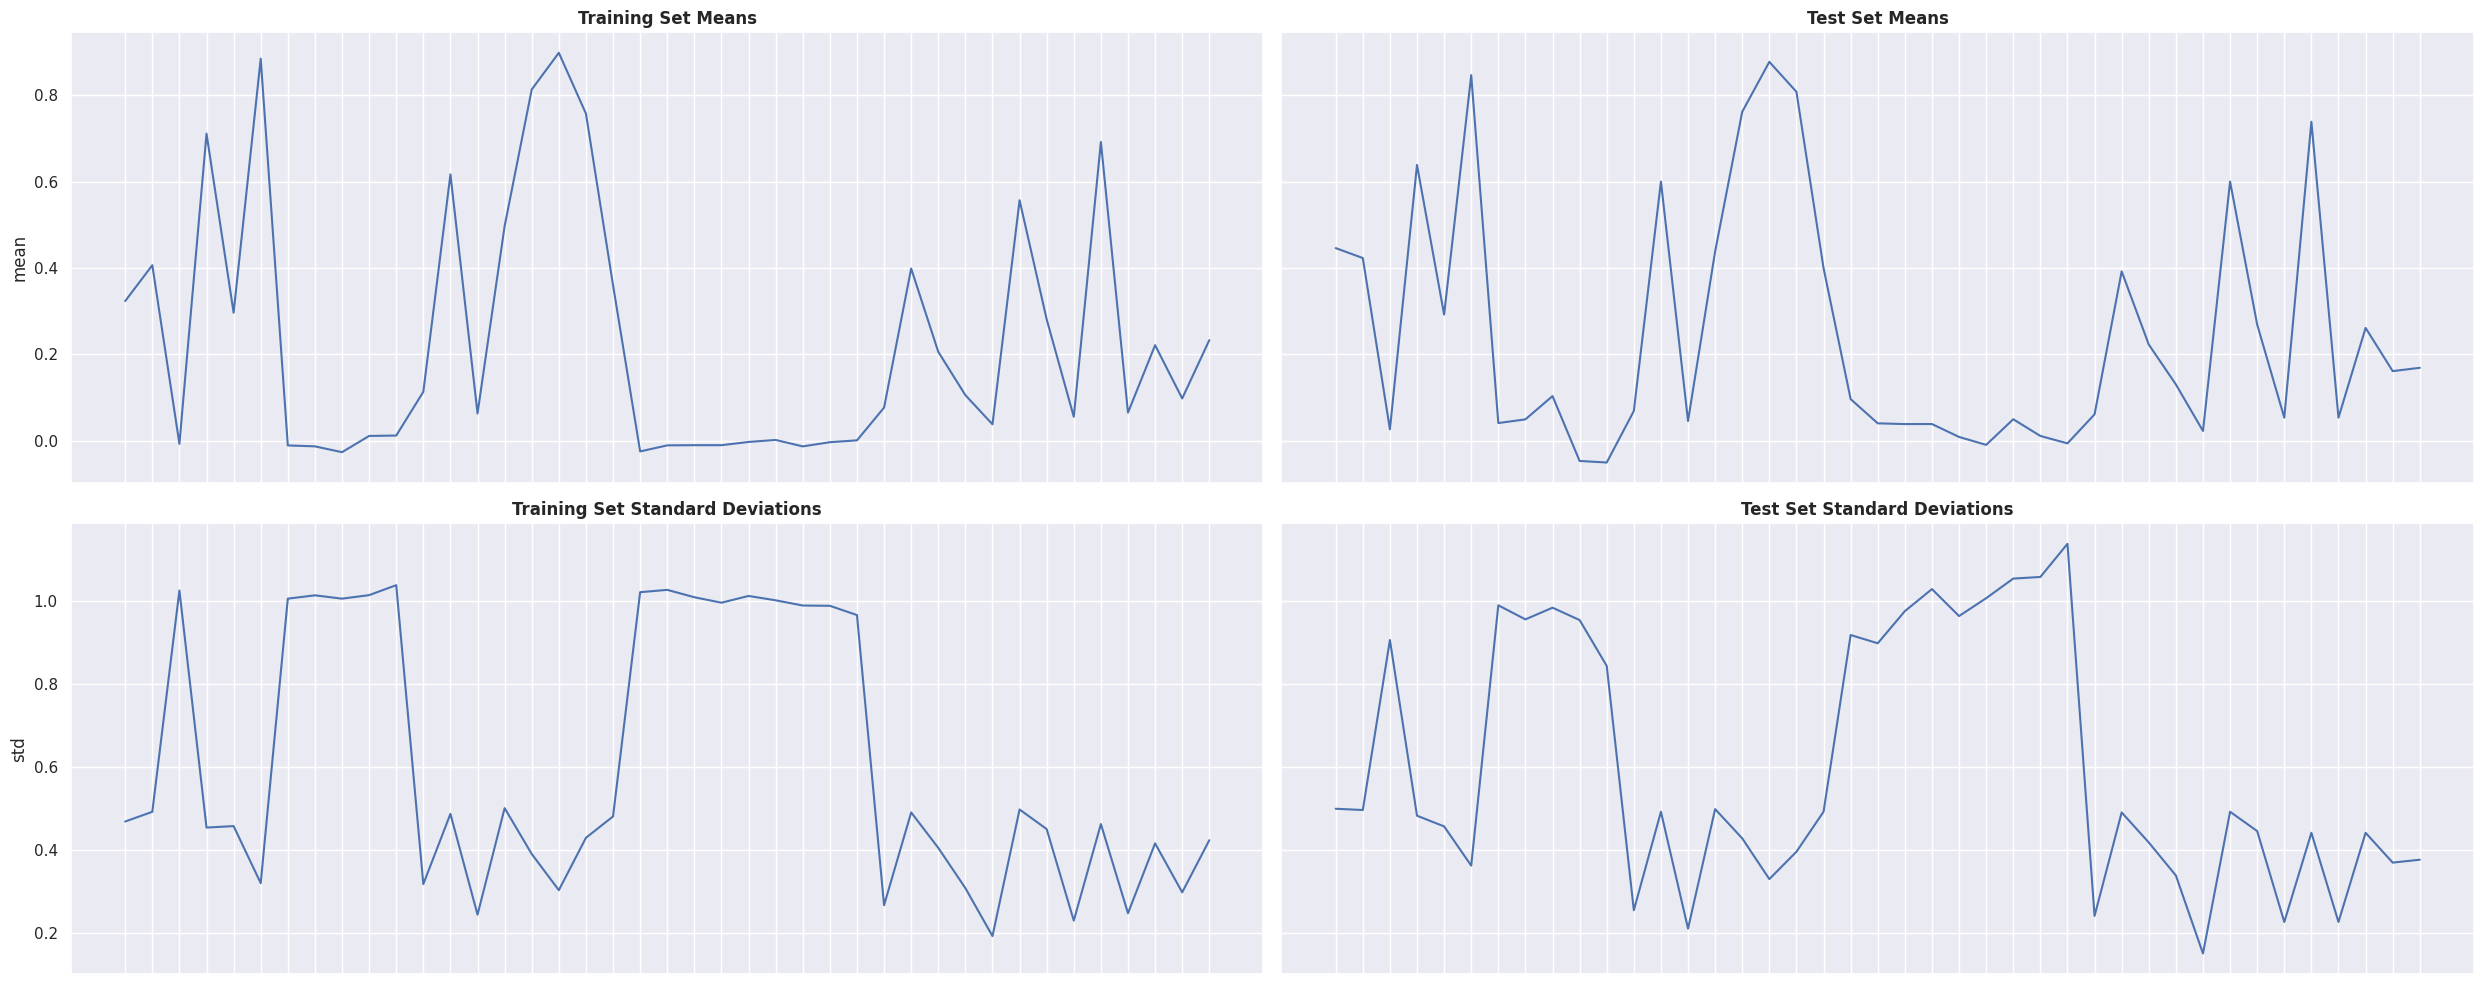 Training Set Means
Test Set Means
mean
0.8
0.6
0.4
0.2
0.0
Training Set Standard Deviations
Test Set Standard Deviations
std
1.0
0.8
0.6
0.4
0.2